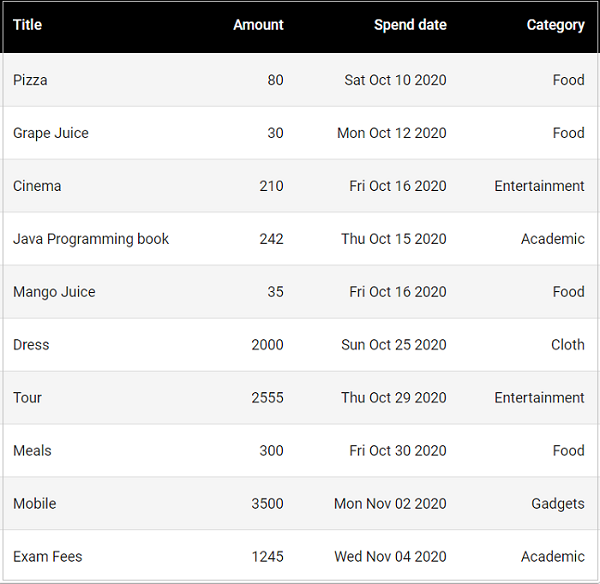 Title Amount Spend date Category
Pizza 80 Sat Oct 10 2020 Food
Grape Juice 30 Mon Oct 12 2020 Food
Cinema 210 Fri Oct 16 2020 Entertainment
Java Programming book 242 Thu Oct 15 2020 Academic
Mango Juice 35 Fri Oct 16 2020 Food
Dress 2000 Sun Oct 25 2020 Cloth
Tour 2555 Thu Oct 29 2020 Entertainment
Meals 300 Fri Oct 30 2020 Food
Mobile 3500 Mon Nov 02 2020 Gadgets
Exam Fees 1245 Wed Nov 04 2020 Academic